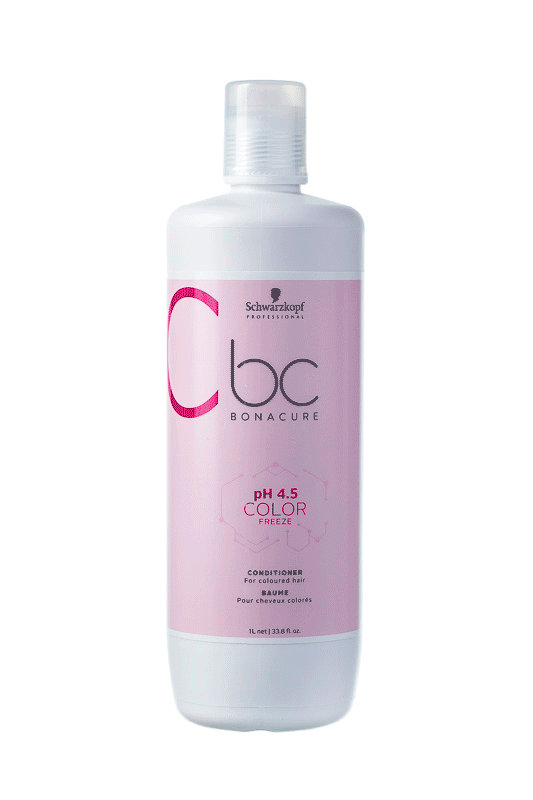 Schwarzkopf
PROFESSIONAL
C bc
BONACURE
pH 4.5
COLOR
FREEZE
CONDITIONER
For coloured hair
BAUME
Pour cheveux colorés
1L net | 33.8 fl. oz.